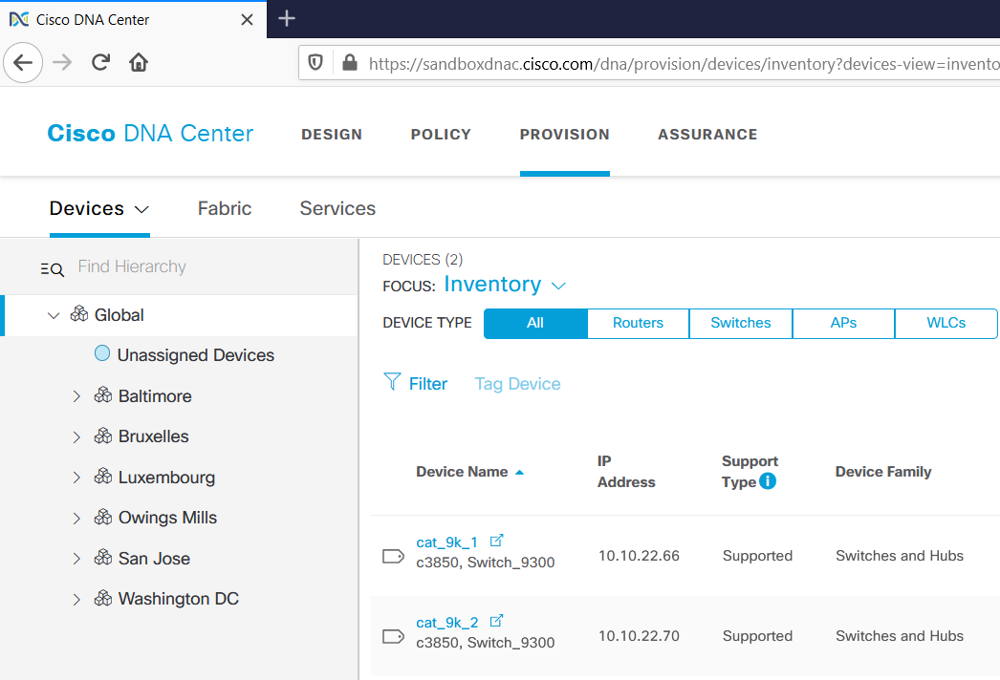 Cisco DNA Center
https://sandboxdnac.cisco.com/dna/provision/devices/inventory?devices-view=invento
Cisco DNA Center DESIGN POLICY PROVISION ASSURANCE
Devices Fabric Services
Find Hierarchy
Global
Unassigned Devices
Baltimore
Bruxelles
Luxembourg
Owings Mills
San Jose
Washington DC
DEVICES (2)
FOCUS: Inventory
DEVICE TYPE All Routers Switches APs WLCs
Filter Tag Device
Device Name IP Address Support Type Device Family
cat_9k_1
c3850, Switch_9300 10.10.22.66 Supported Switches and Hubs
cat_9k_2
c3850, Switch_9300 10.10.22.70 Supported Switches and Hubs